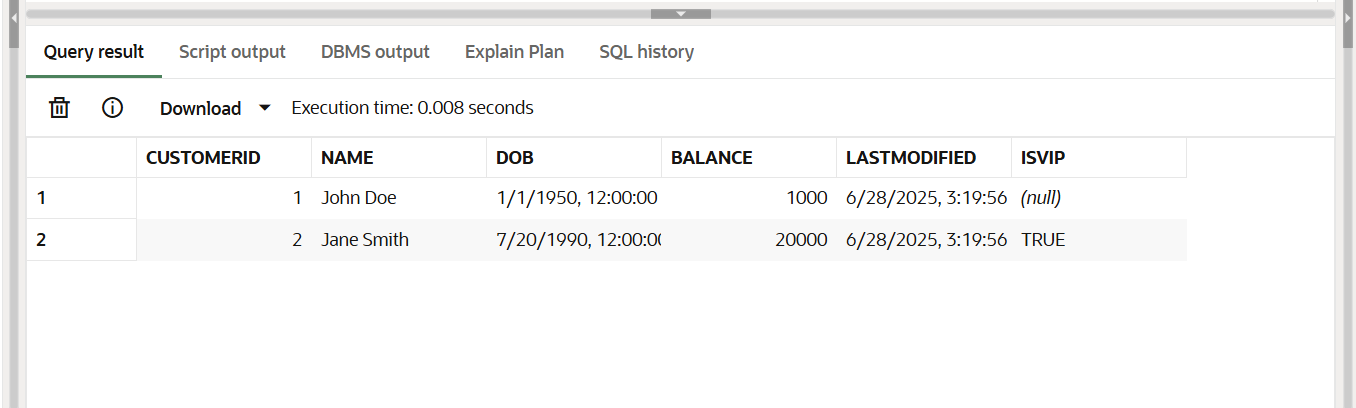 Query result Script output DBMS output Explain Plan SQL history
Download Execution time: 0.008 seconds
CUSTOMERID NAME DOB BALANCE LASTMODIFIED ISVIP
1 1 John Doe 1/1/1950, 12:00:00 1000 6/28/2025, 3:19:56 (null)
2 2 Jane Smith 7/20/1990, 12:00:00 20000 6/28/2025, 3:19:56 TRUE